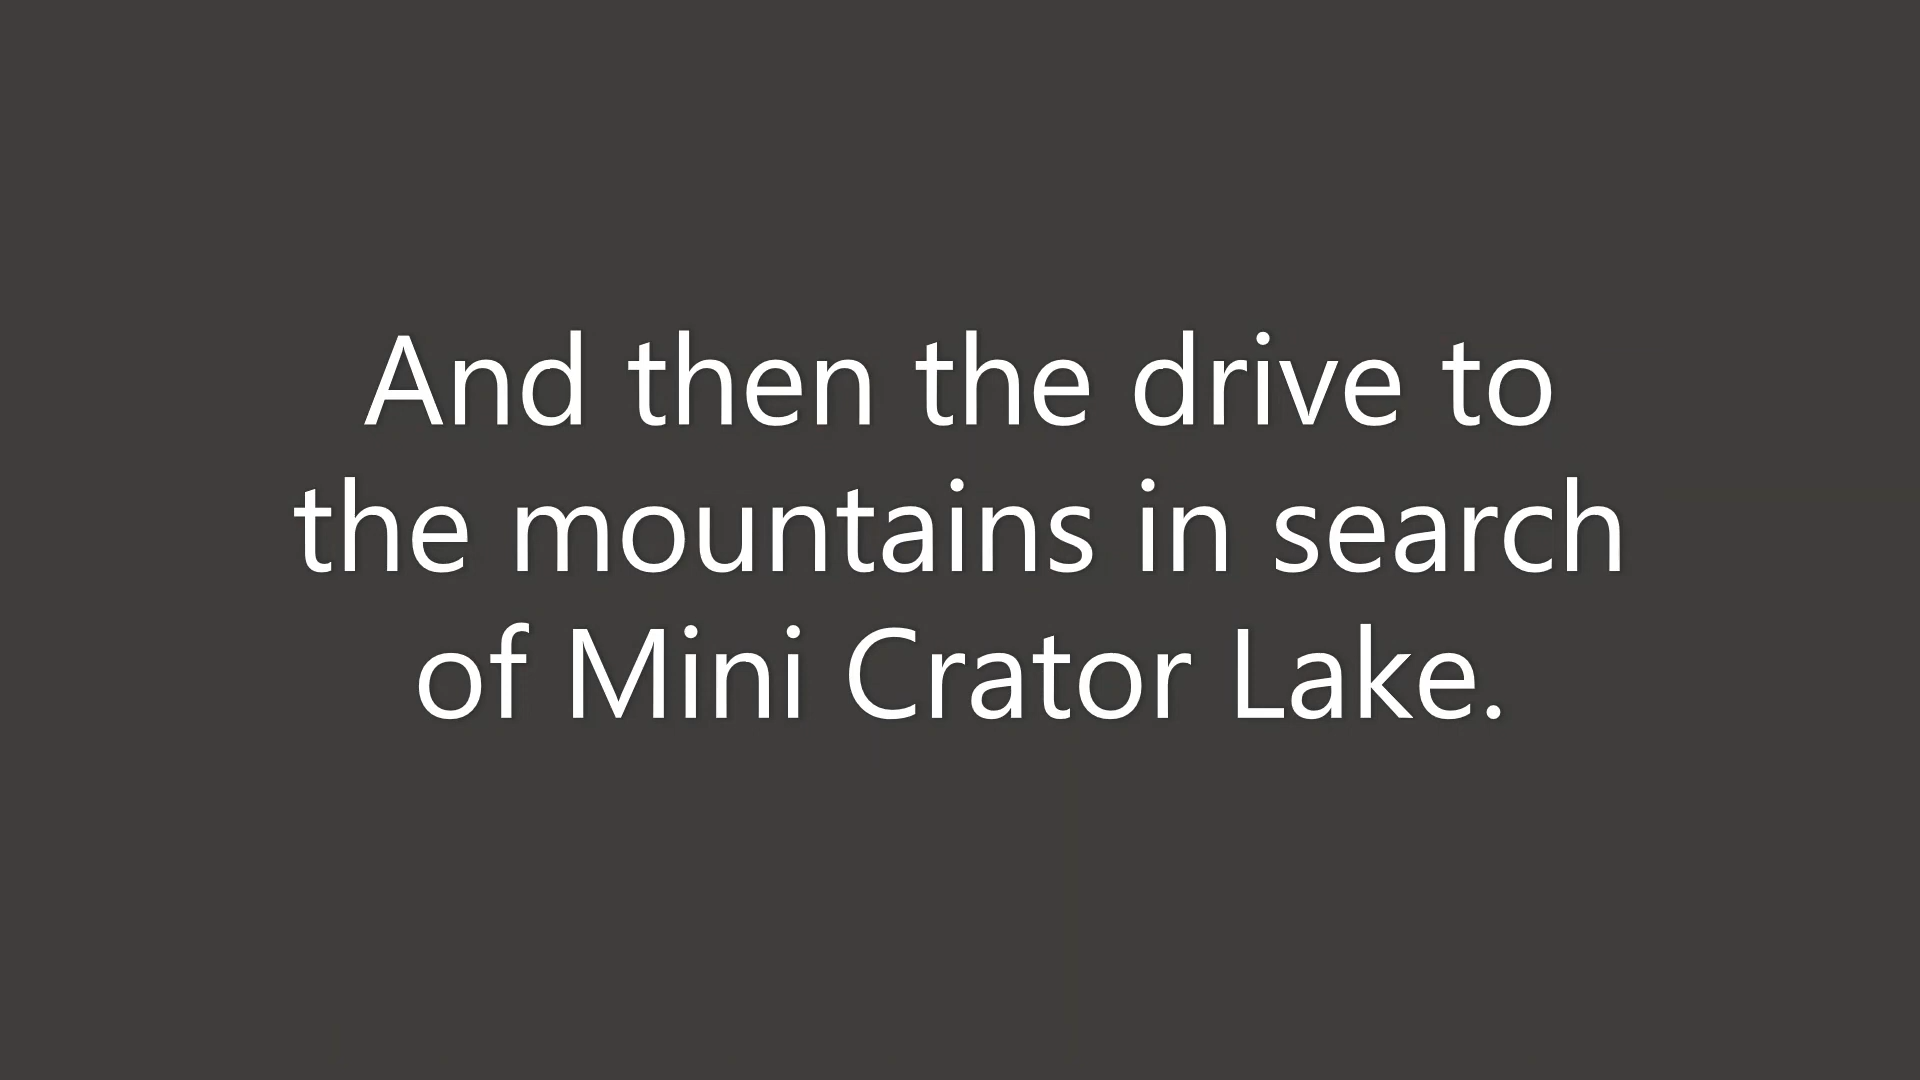 And then the drive to
the mountains in search
of Mini Crator Lake.